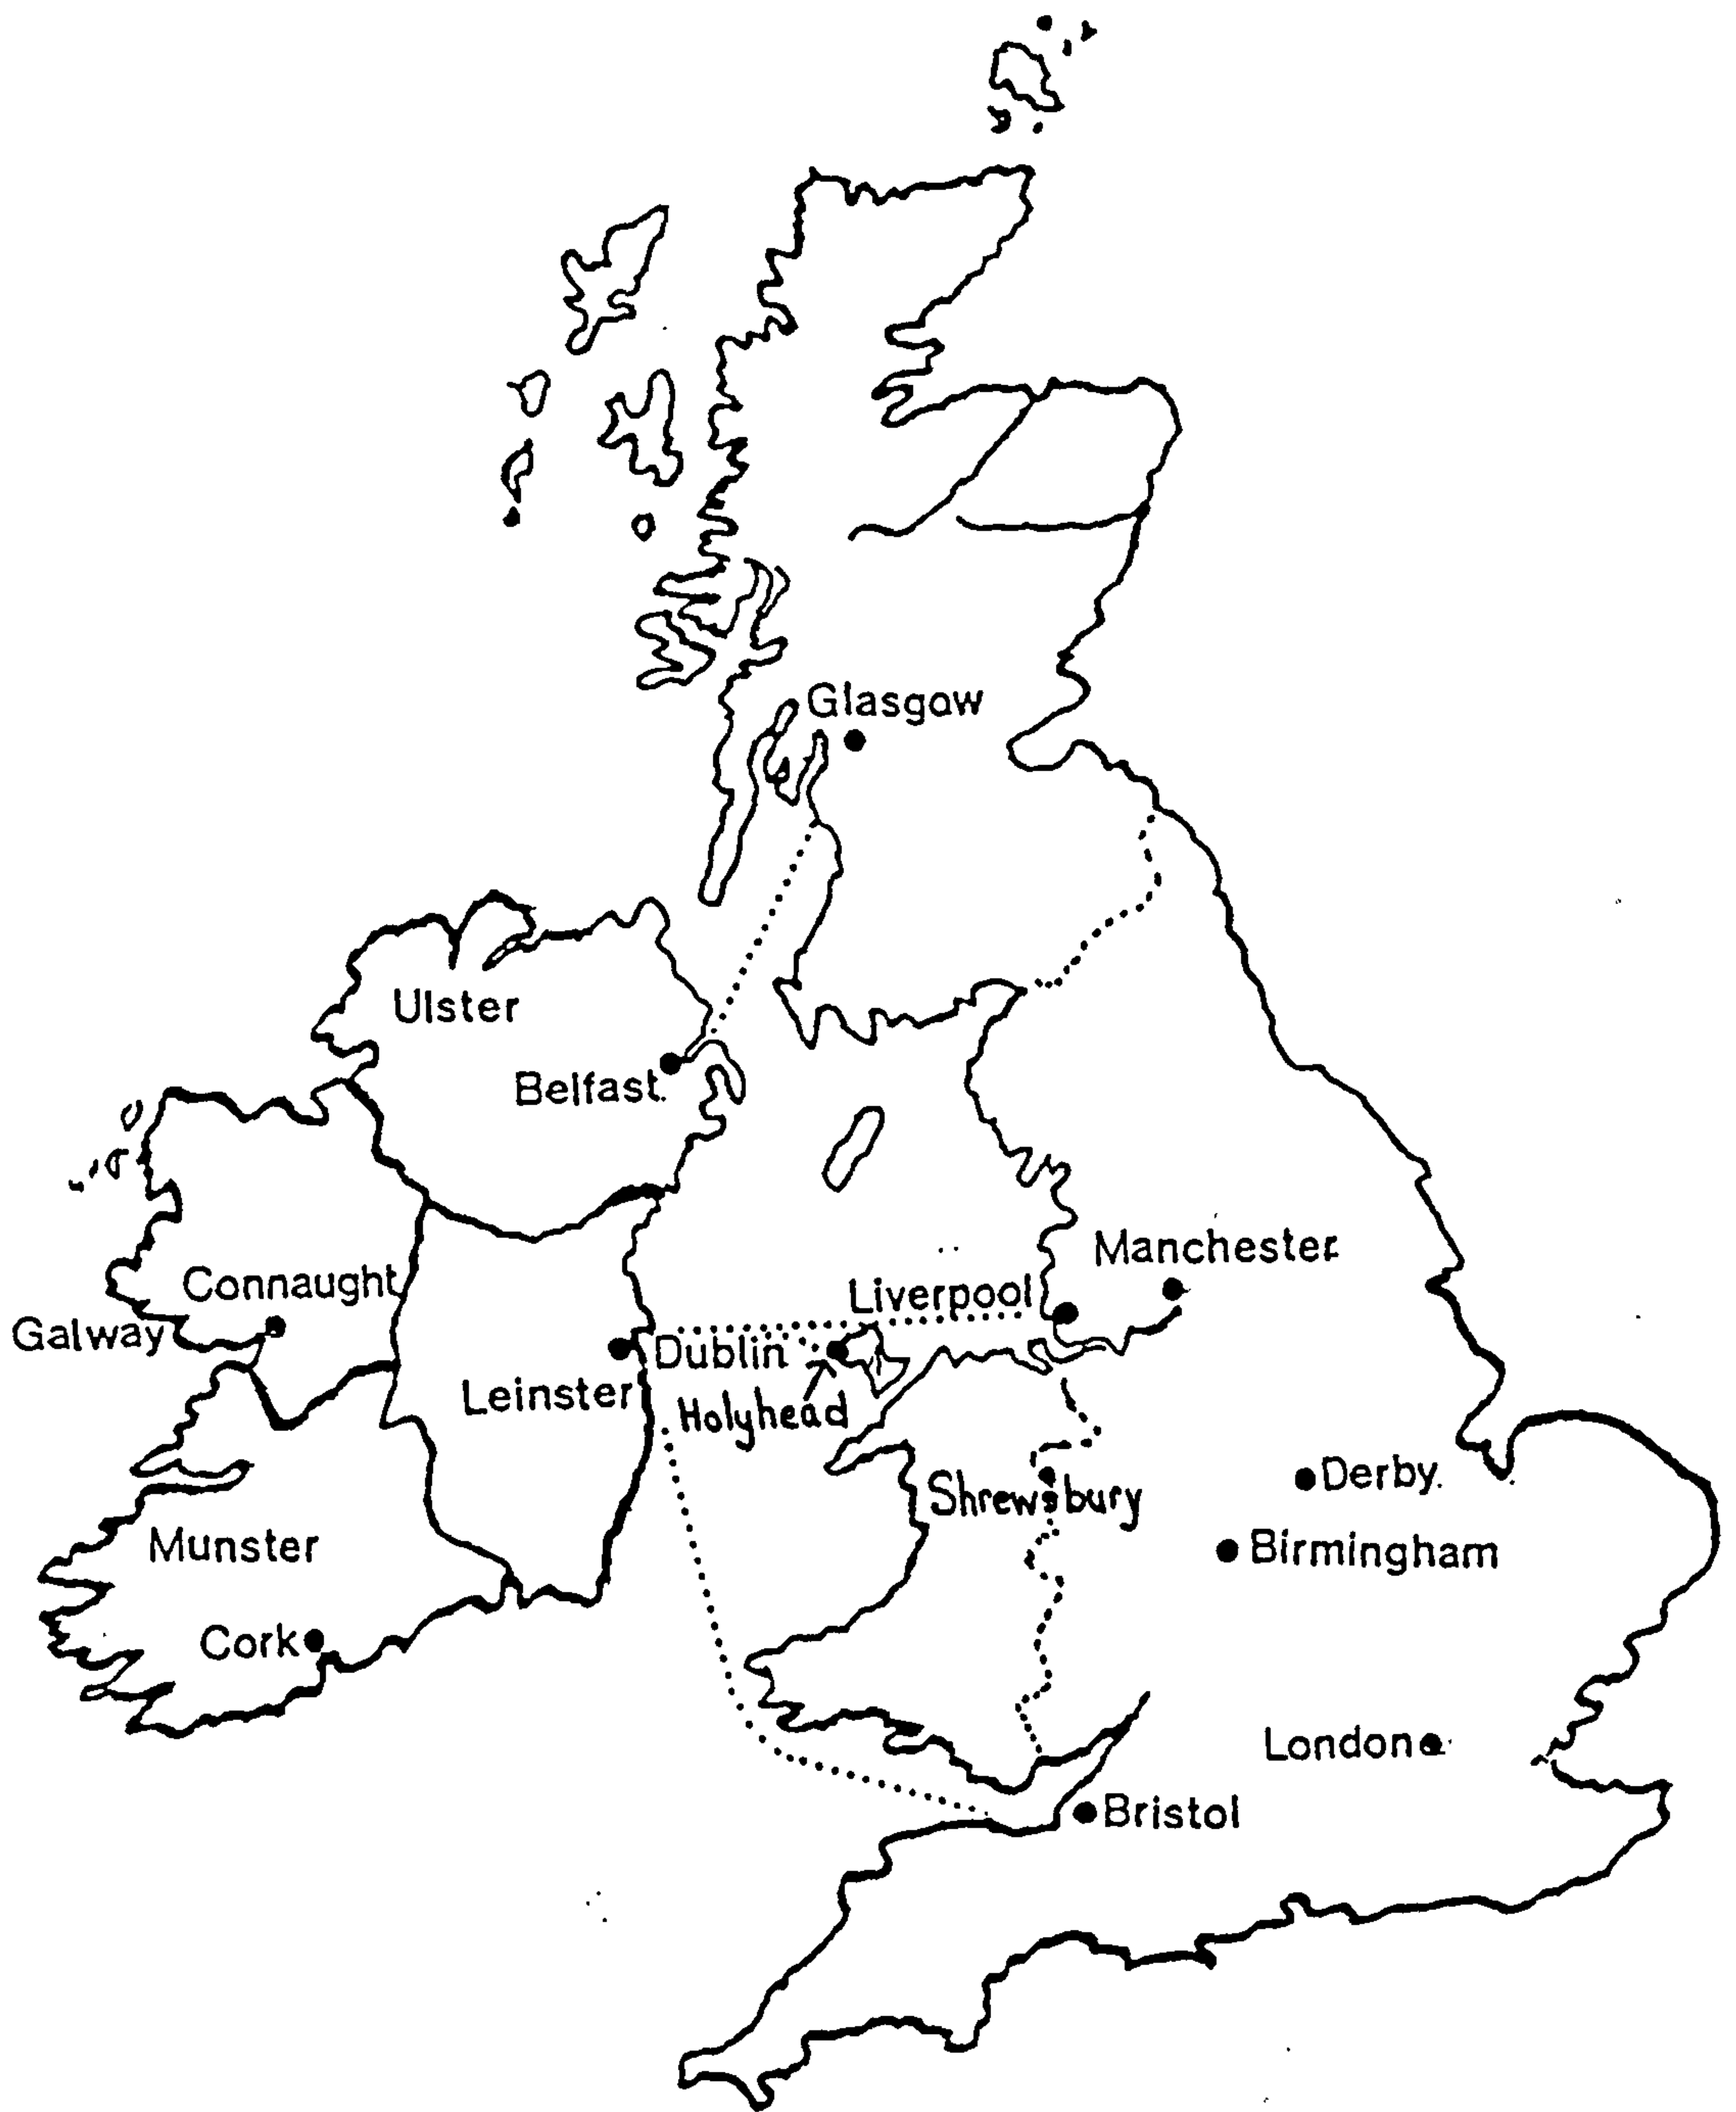 Glasgow
Ulster
Belfast
Connaught
Galway
Manchester
Liverpool
Dublin
Leinster
Holyhead
Shrewsbury
Derby
Munster
Birmingham
Cork
London
Bristol